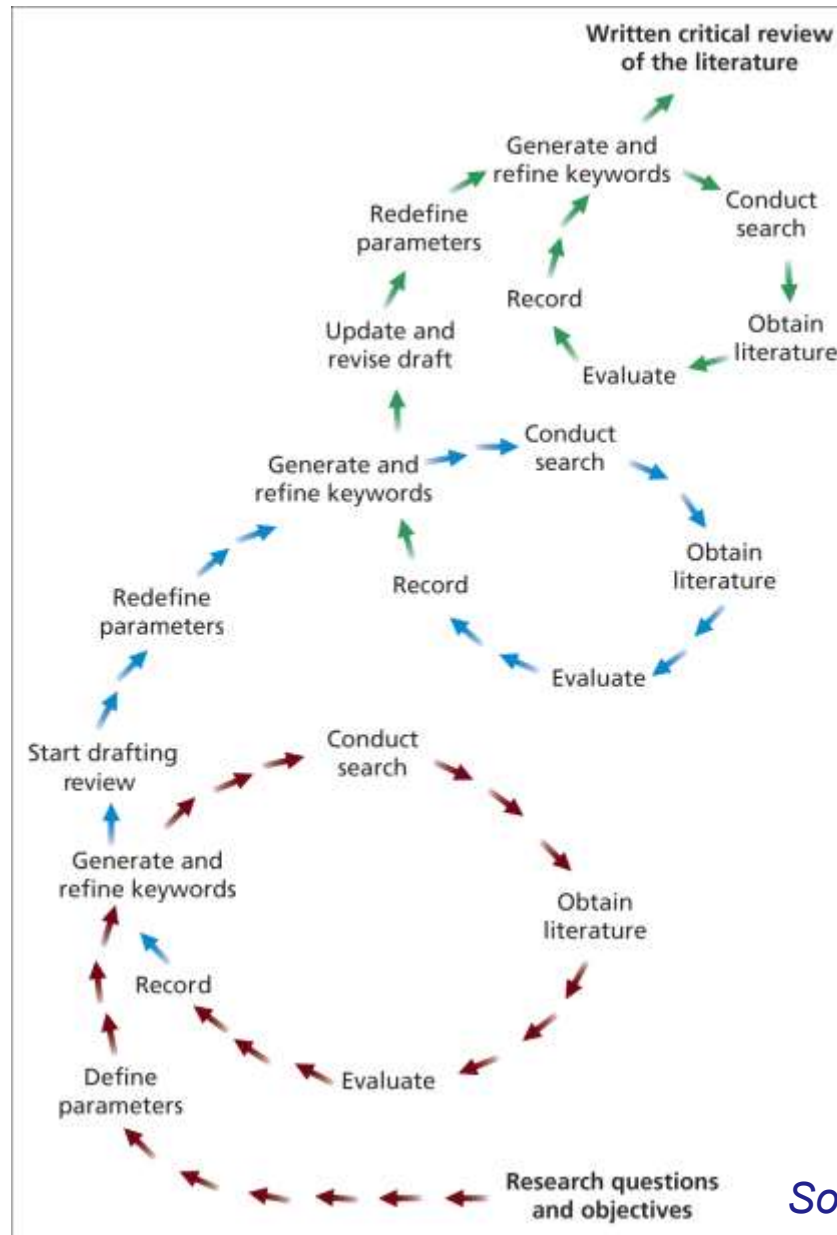 Written critical review
of the literature
Generate and
refine keywords
Conduct
search
Redefine
parameters
Record
Obtain
literature
Update and
revise draft
Evaluate
Conduct
search
Generate and
refine keywords
Obtain
literature
Record
Redefine
parameters
Evaluate
Conduct
search
Start drafting
review
Generate and
refine keywords
Obtain
literature
Record
Evaluate
Define
parameters
Research questions
and objectives
So